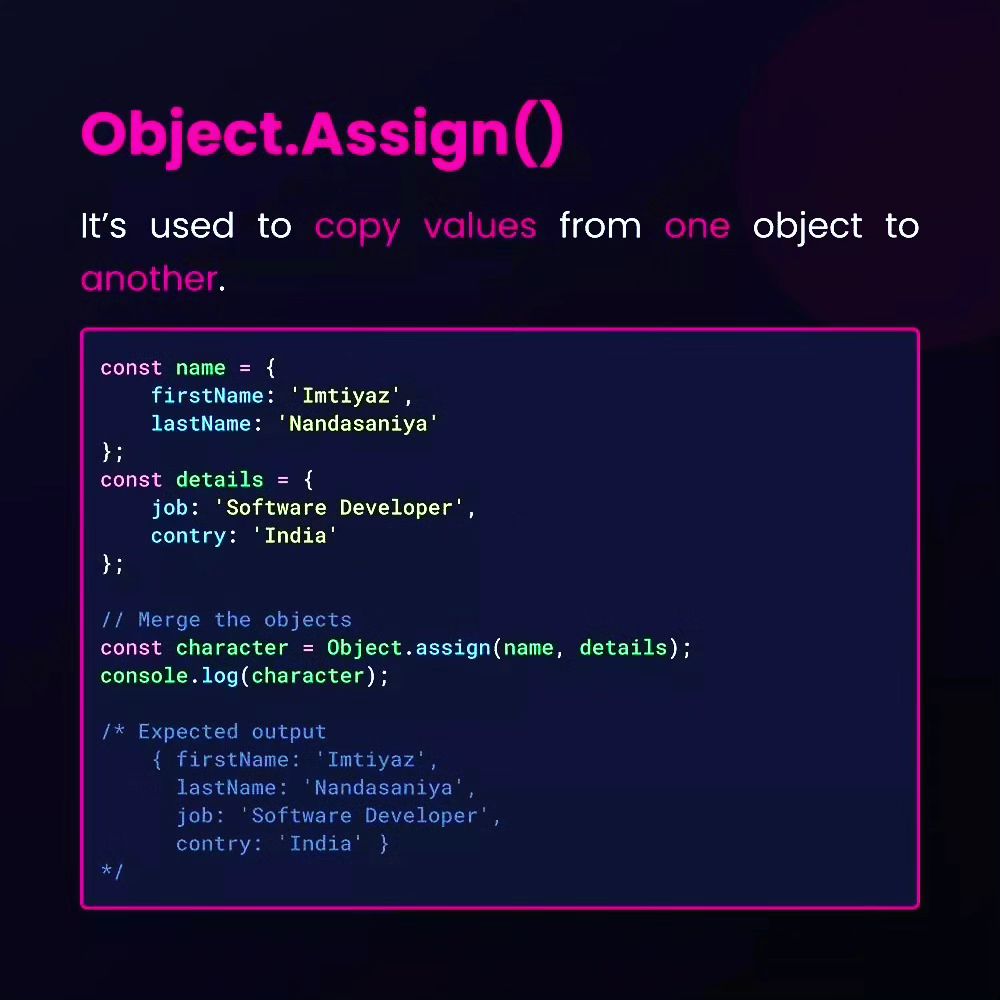 Object.Assign()
It's used to copy values from one object to
another.
const name = {
    firstName: 'Imtiyaz',
    lastName: 'Nandasaniya'
};
const details = {
    job: 'Software Developer',
    contry: 'India'
};
// Merge the objects
const character = Object.assign(name, details);
console.log(character);
/* Expected output
    { firstName: 'Imtiyaz',
      lastName: 'Nandasaniya',
      job: 'Software Developer',
      contry: 'India' }
*/